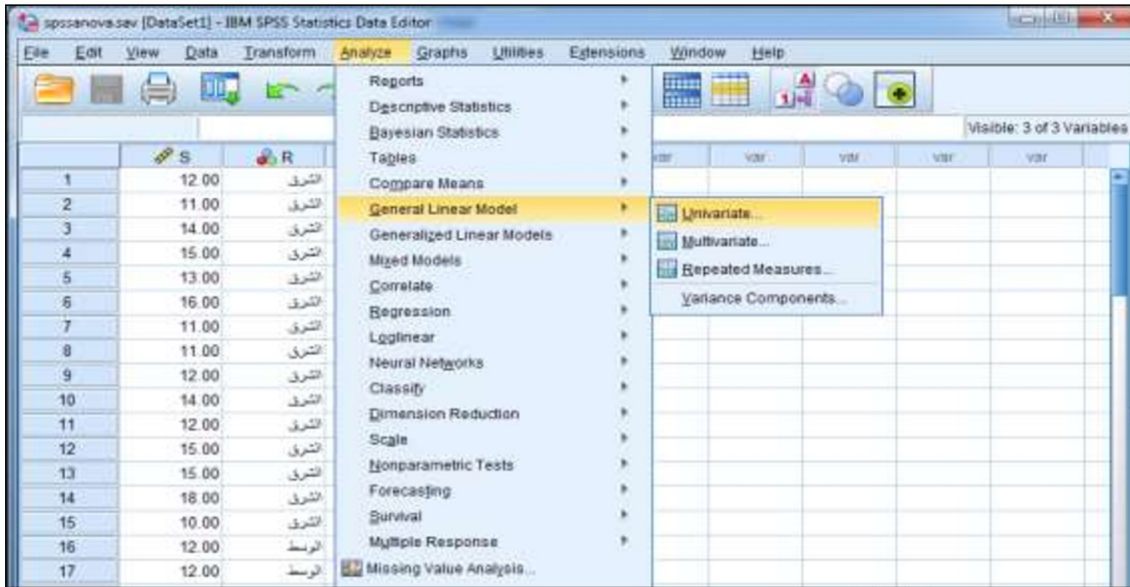 spssanova.sav [DataSet1] - IBM SPSS Statistics Data Editor
File Edit View Data Transform Analyze Graphs Utilities Extensions Window Help
Visible: 3 of 3 Variables
S R var var var var var
1 12.00 الشرق
2 11.00 الشرق
3 14.00 الشرق
4 15.00 الشرق
5 13.00 الشرق
6 16.00 الشرق
7 11.00 الشرق
8 11.00 الشرق
9 12.00 الشرق
10 14.00 الشرق
11 12.00 الشرق
12 15.00 الشرق
13 15.00 الشرق
14 18.00 الشرق
15 10.00 الشرق
16 12.00 الوسط
17 12.00 الوسط
Reports
Descriptive Statistics
Bayesian Statistics
Tables
Compare Means
General Linear Model
Generalized Linear Models
Mixed Models
Correlate
Regression
Loglinear
Neural Networks
Classify
Dimension Reduction
Scale
Nonparametric Tests
Forecasting
Survival
Multiple Response
Missing Value Analysis...
Univariate...
Multivariate...
Repeated Measures...
Variance Components...